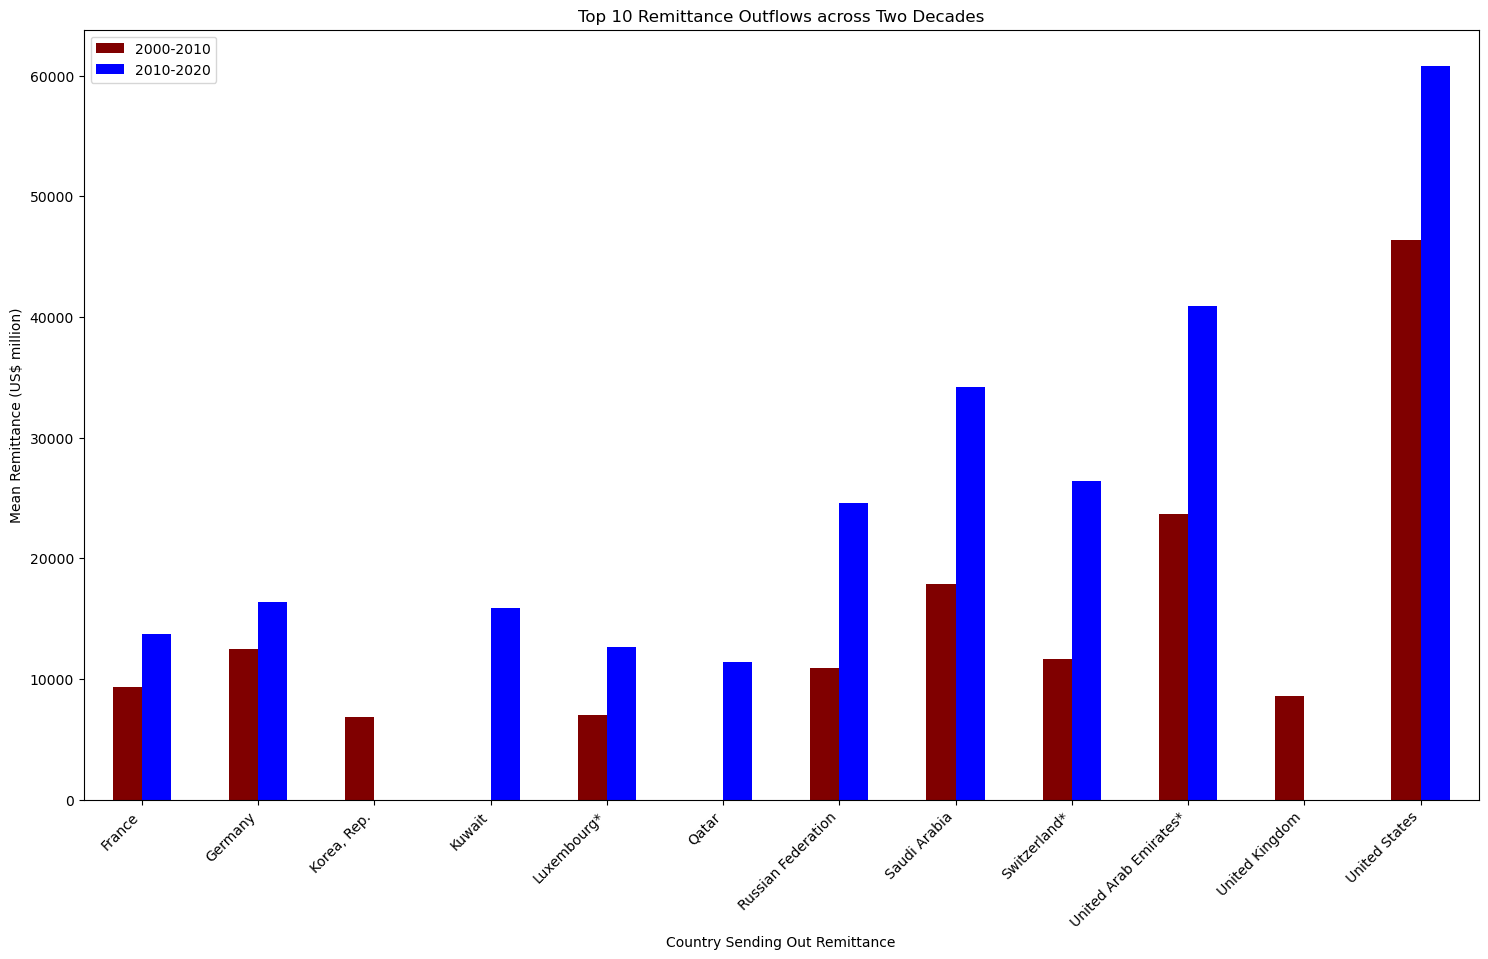 Top 10 Remittance Outflows across Two Decades
2000-2010
2010-2020
60000
50000
40000
30000
20000
10000
0
Mean Remittance (US$ million)
France
Germany
Korea, Rep.
Kuwait
Luxembourg*
Qatar
Russian Federation
Saudi Arabia
Switzerland*
United Arab Emirates*
United Kingdom
United States
Country Sending Out Remittance